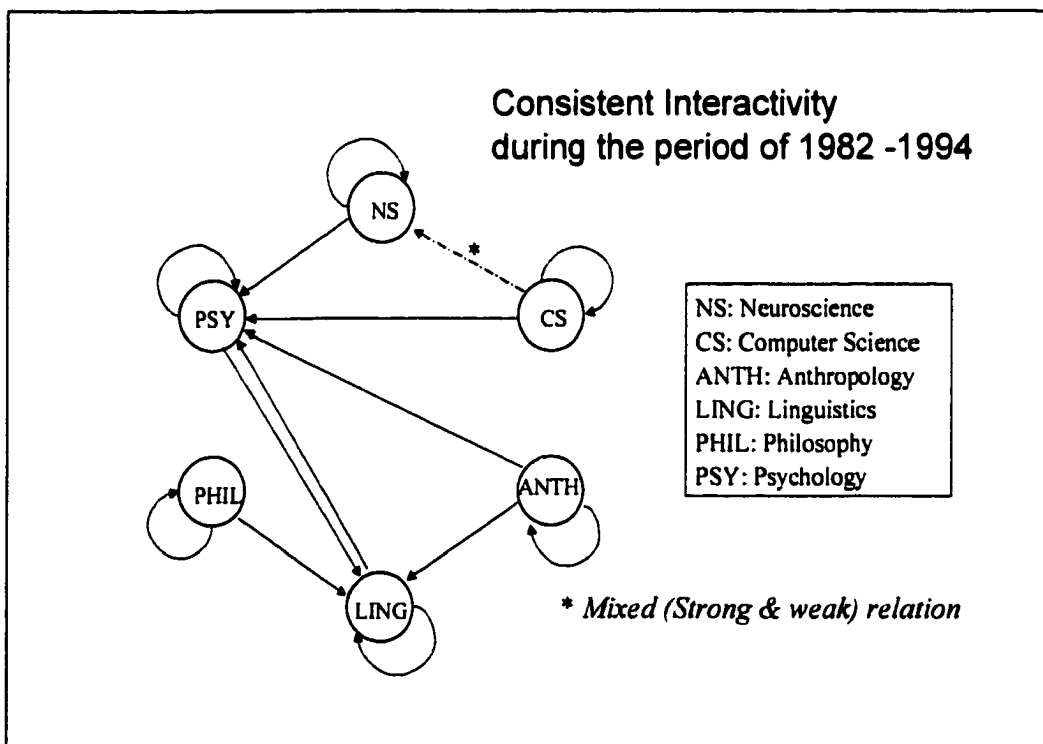 Consistent Interactivity
during the period of 1982 -1994
NS
*
PSY
CS
NS: Neuroscience
CS: Computer Science
ANTH: Anthropology
LING: Linguistics
PHIL: Philosophy
PSY: Psychology
PHIL
ANTH
LING
* Mixed (Strong & weak) relation